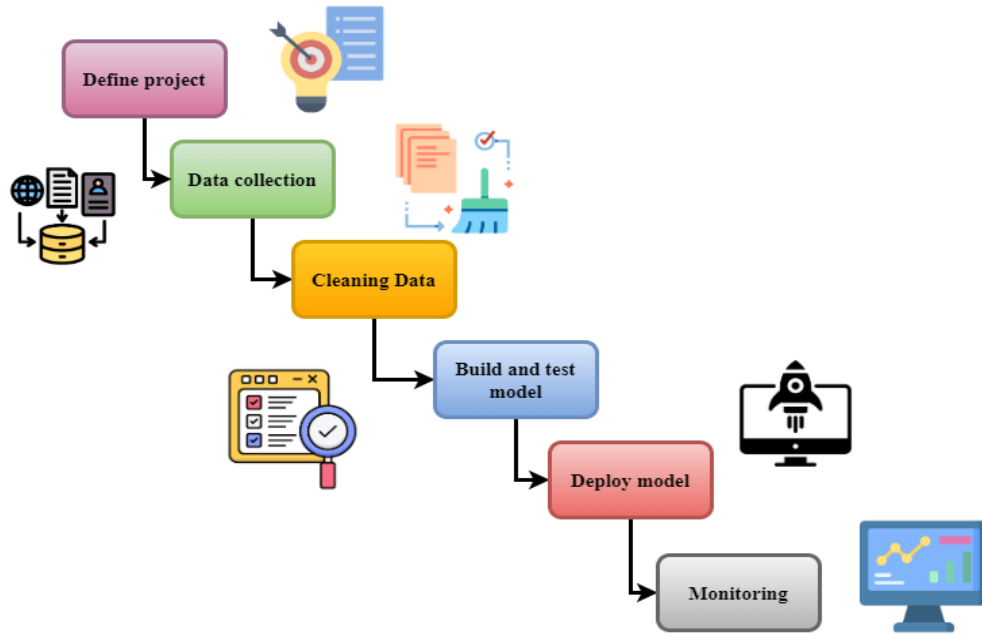 Define project
Data collection
Cleaning Data
Build and test
model
Deploy model
Monitoring